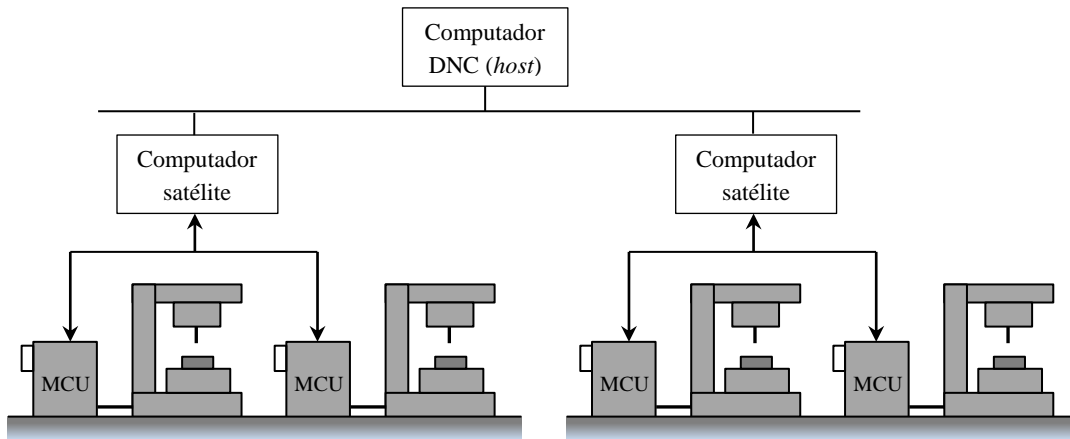 Computador
DNC (host)
Computador
satélite
Computador
satélite
MCU
MCU
MCU
MCU